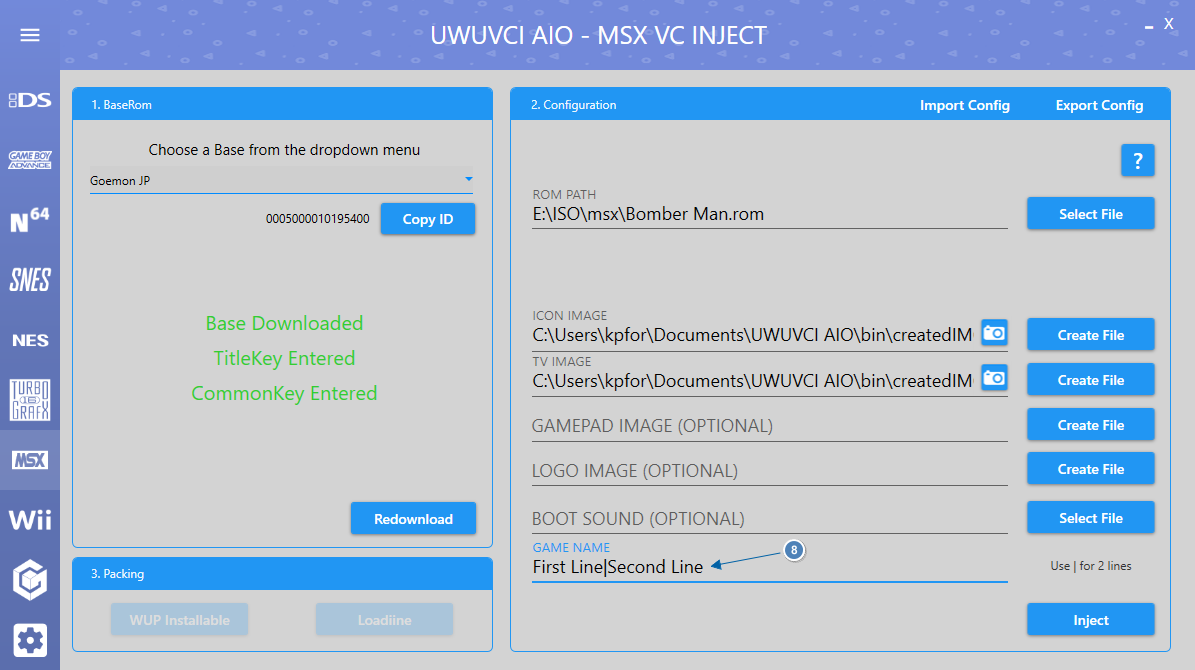 UWUVCI AIO - MSX VC INJECT
X
DS
GAME BOY
ADVANCE
N64
SNES
NES
TURBO
16
GRAFX
MSX
Wii
1. BaseRom
Choose a Base from the dropdown menu
Goemon JP
0005000010195400
Copy ID
Base Downloaded
TitleKey Entered
CommonKey Entered
Redownload
3. Packing
WUP Installable
Loadiine
2. Configuration
Import Config
Export Config
?
ROM PATH
E:\ISO\msx\Bomber Man.rom
Select File
ICON IMAGE
C:\Users\kpfor\Documents\UWUVCI AIO\bin\createdIM
Create File
TV IMAGE
C:\Users\kpfor\Documents\UWUVCI AIO\bin\createdIM
Create File
GAMEPAD IMAGE (OPTIONAL)
Create File
LOGO IMAGE (OPTIONAL)
Create File
BOOT SOUND (OPTIONAL)
Select File
GAME NAME
First Line|Second Line
8
Use | for 2 lines
Inject